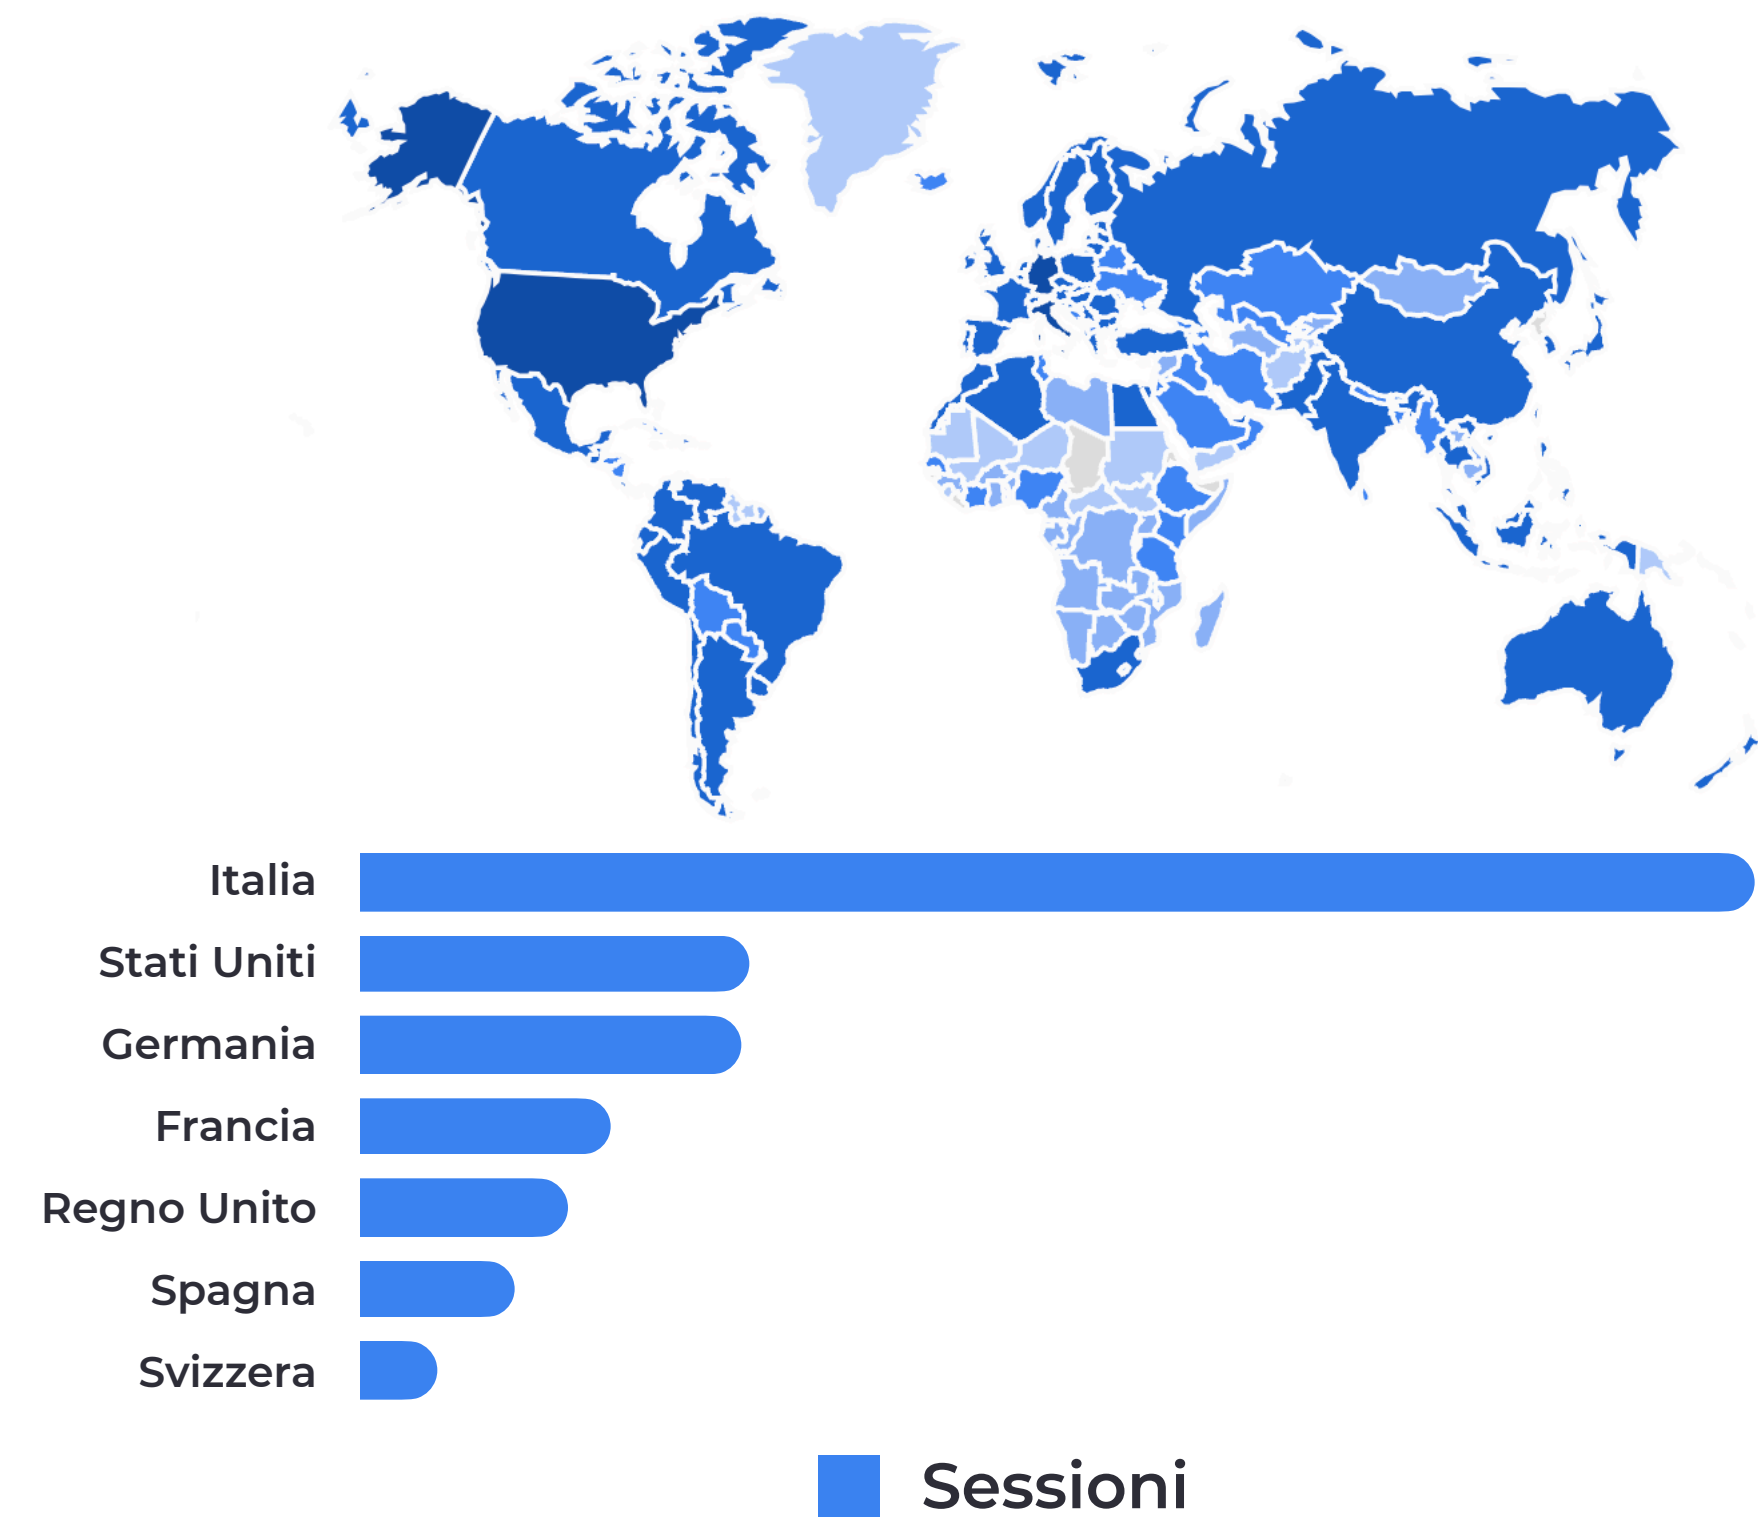 Italia
Stati Uniti
Germania
Francia
Regno Unito
Spagna
Svizzera
Sessioni